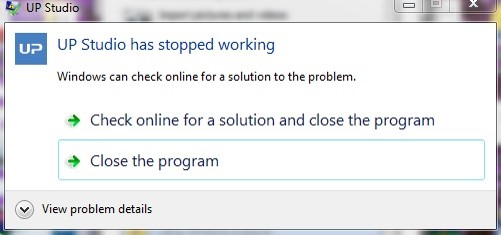 UP Studio
UP
UP Studio has stopped working
Windows can check online for a solution to the problem.
Check online for a solution and close the program
Close the program
View problem details